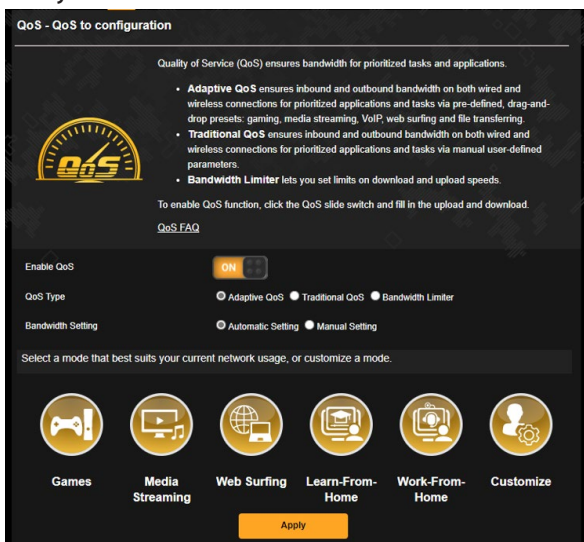 QoS - QoS to configuration
Quality of Service (QoS) ensures bandwidth for prioritized tasks and applications.
• Adaptive QoS ensures inbound and outbound bandwidth on both wired and
wireless connections for prioritized applications and tasks via pre-defined, drag-and-
drop presets: gaming, media streaming, VoIP, web surfing and file transferring.
• Traditional QoS ensures inbound and outbound bandwidth on both wired and
wireless connections for prioritized applications and tasks via manual user-defined
parameters.
• Bandwidth Limiter lets you set limits on download and upload speeds.
QoS
To enable QoS function, click the QoS slide switch and fill in the upload and download.
QoS FAQ
Enable QoS ON
QoS Type Adaptive QoS Traditional QoS Bandwidth Limiter
Bandwidth Setting Automatic Setting Manual Setting
Select a mode that best suits your current network usage, or customize a mode.
Games Media Web Surfing Learn-From- Work-From- Customize
Streaming Home Home
Apply